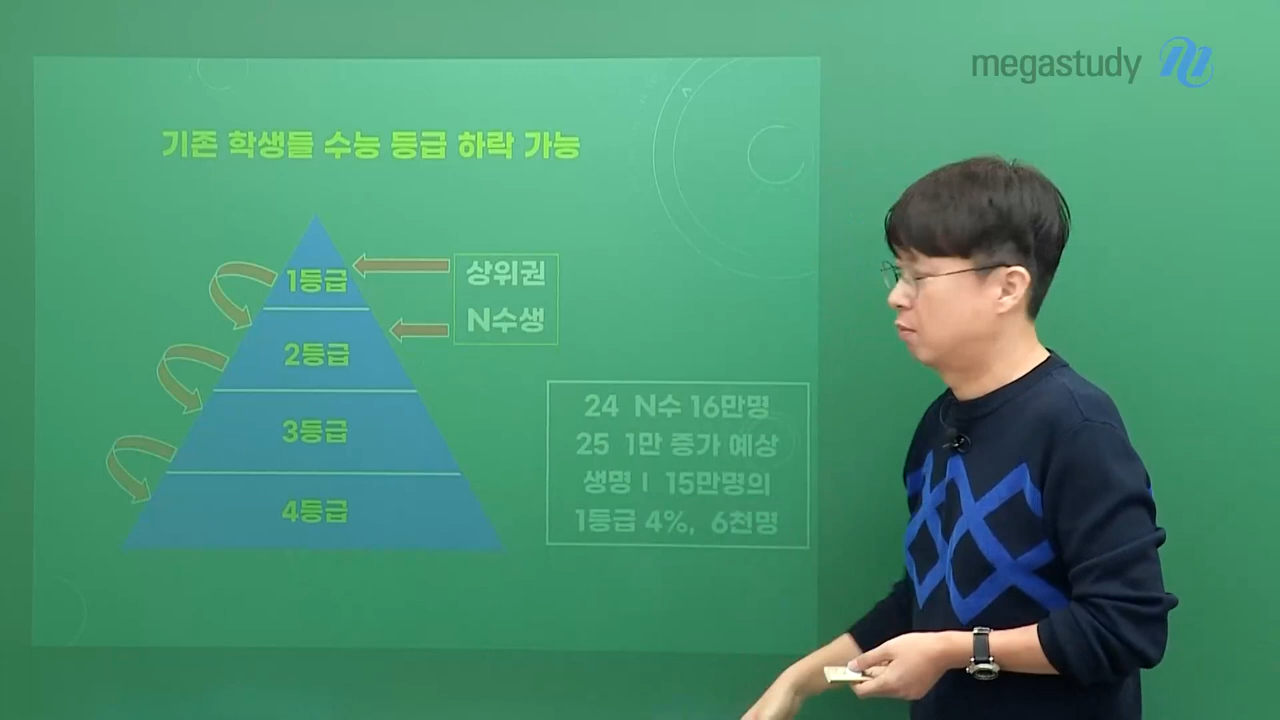 megastudy
기존 학생들 수능 등급 하락 가능
1등급
상위권
N수생
2등급
3등급
4등급
24 N수 16만명
25 1만 증가 예상
생명Ⅰ 15만명의
1등급 4%, 6천명